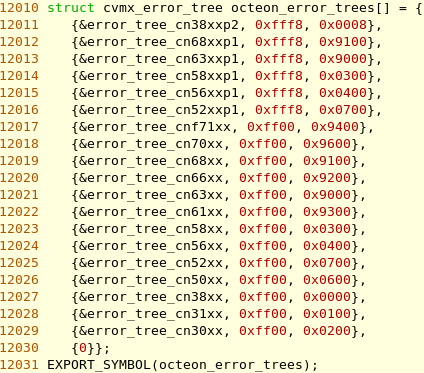 12010 struct cvmx_error_tree octeon_error_trees[] = {
12011    {&error_tree_cn38xxp2, 0xfff8, 0x0008},
12012    {&error_tree_cn68xxp1, 0xfff8, 0x9100},
12013    {&error_tree_cn63xxp1, 0xfff8, 0x9000},
12014    {&error_tree_cn58xxp1, 0xfff8, 0x0300},
12015    {&error_tree_cn56xxp1, 0xfff8, 0x0400},
12016    {&error_tree_cn52xxp1, 0xfff8, 0x0700},
12017    {&error_tree_cnf71xx, 0xff00, 0x9400},
12018    {&error_tree_cn70xx, 0xff00, 0x9600},
12019    {&error_tree_cn68xx, 0xff00, 0x9100},
12020    {&error_tree_cn66xx, 0xff00, 0x9200},
12021    {&error_tree_cn63xx, 0xff00, 0x9000},
12022    {&error_tree_cn61xx, 0xff00, 0x9300},
12023    {&error_tree_cn58xx, 0xff00, 0x0300},
12024    {&error_tree_cn56xx, 0xff00, 0x0400},
12025    {&error_tree_cn52xx, 0xff00, 0x0700},
12026    {&error_tree_cn50xx, 0xff00, 0x0600},
12027    {&error_tree_cn38xx, 0xff00, 0x0000},
12028    {&error_tree_cn31xx, 0xff00, 0x0100},
12029    {&error_tree_cn30xx, 0xff00, 0x0200},
12030    {0}};
12031 EXPORT_SYMBOL(octeon_error_trees);